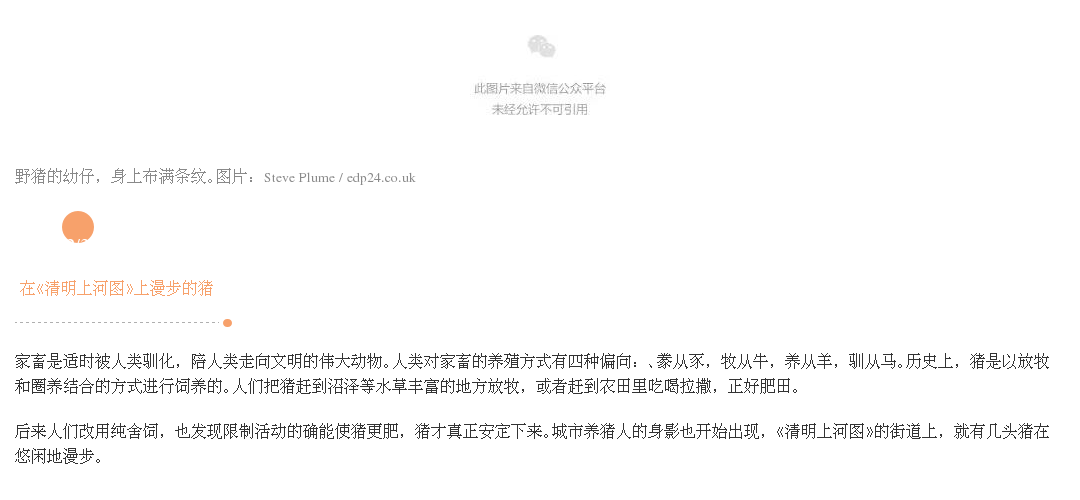 此图片来自微信公众平台
未经允许不可引用
野猪的幼仔，身上布满条纹。图片：Steve Plume / edp24.co.uk
在《清明上河图》上漫步的猪
家畜是适时被人类驯化，陪人类走向文明的伟大动物。人类对家畜的养殖方式有四种偏向：、豢从豕，牧从牛，养从羊，驯从马。历史上，猪是以放牧
和圈养结合的方式进行饲养的。人们把猪赶到沼泽等水草丰富的地方放牧，或者赶到农田里吃喝拉撒，正好肥田。
后来人们改用纯舍饲，也发现限制活动的确能使猪更肥，猪才真正安定下来。城市养猪人的身影也开始出现，《清明上河图》的街道上，就有几头猪在
悠闲地漫步。